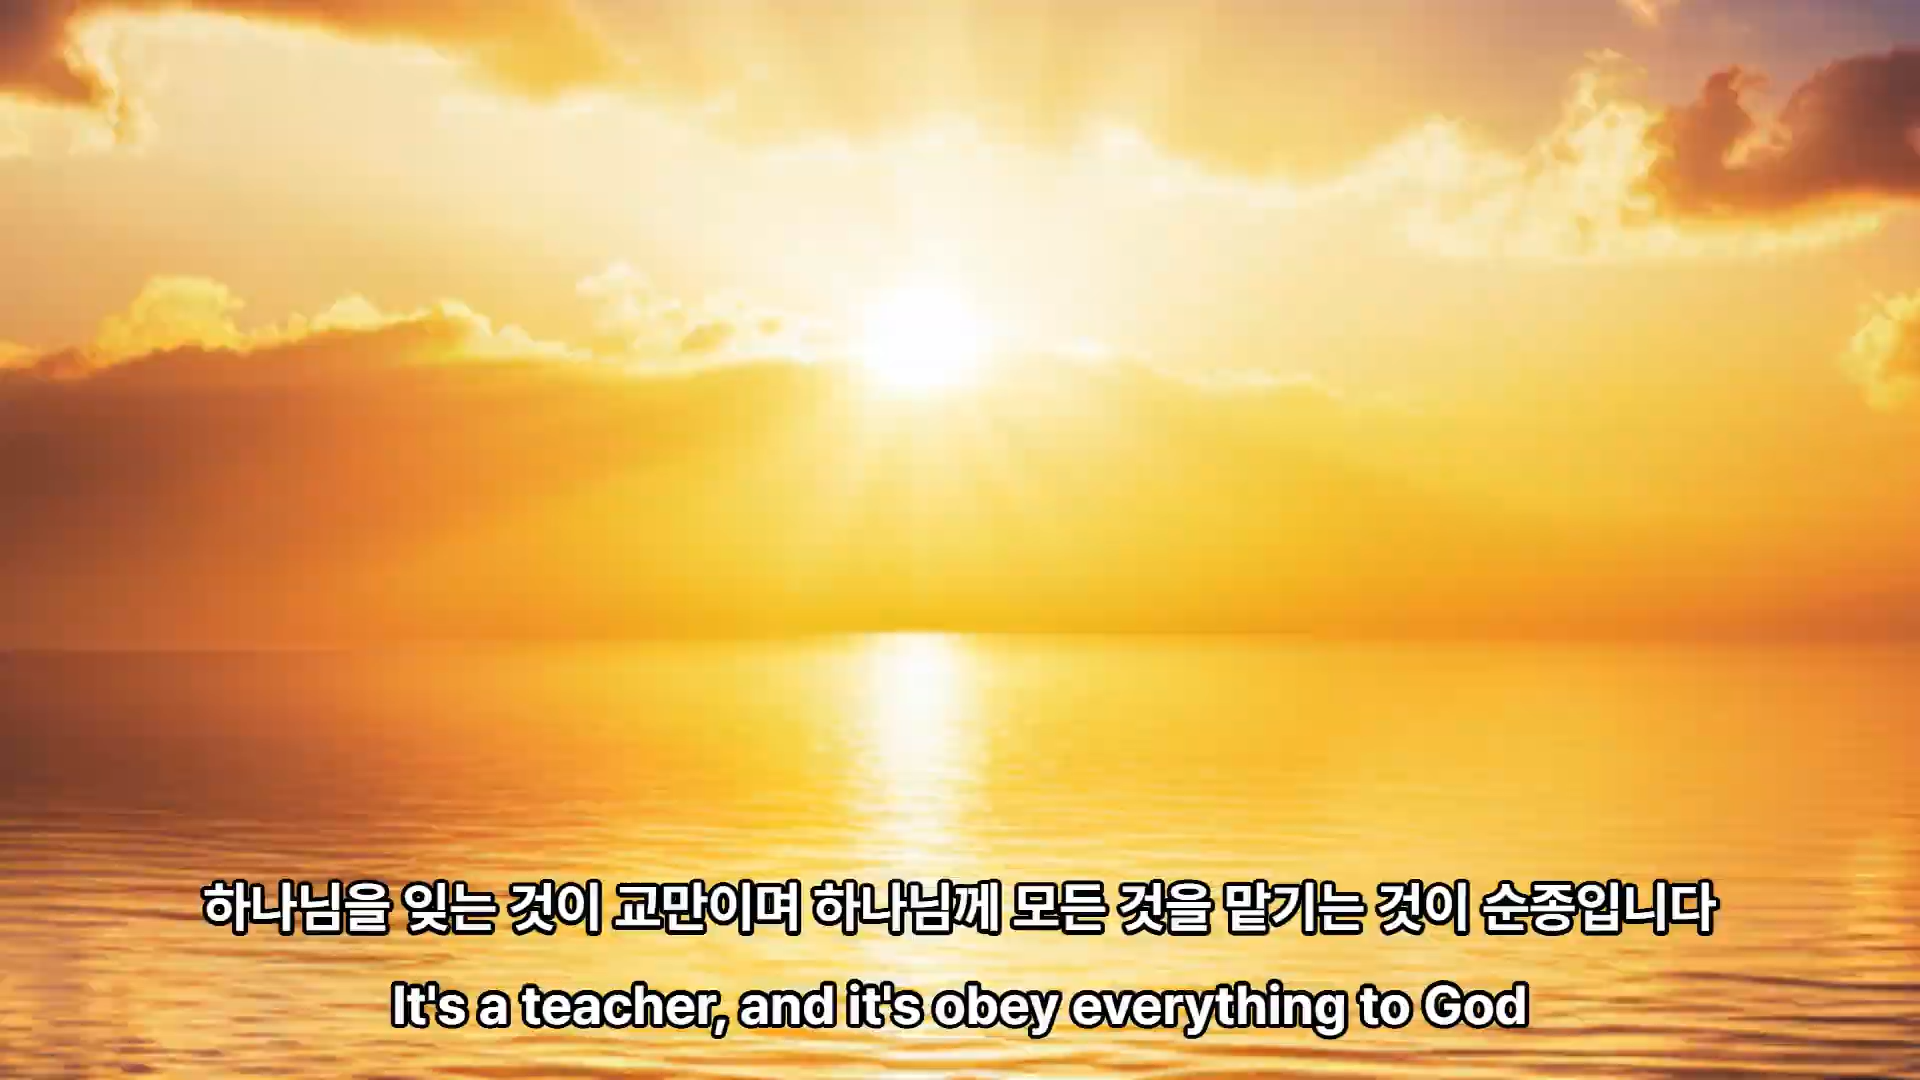 하나님을 잊는 것이 교만이며 하나님께 모든 것을 맡기는 것이 순종입니다
It's a teacher, and it's obey everything to God